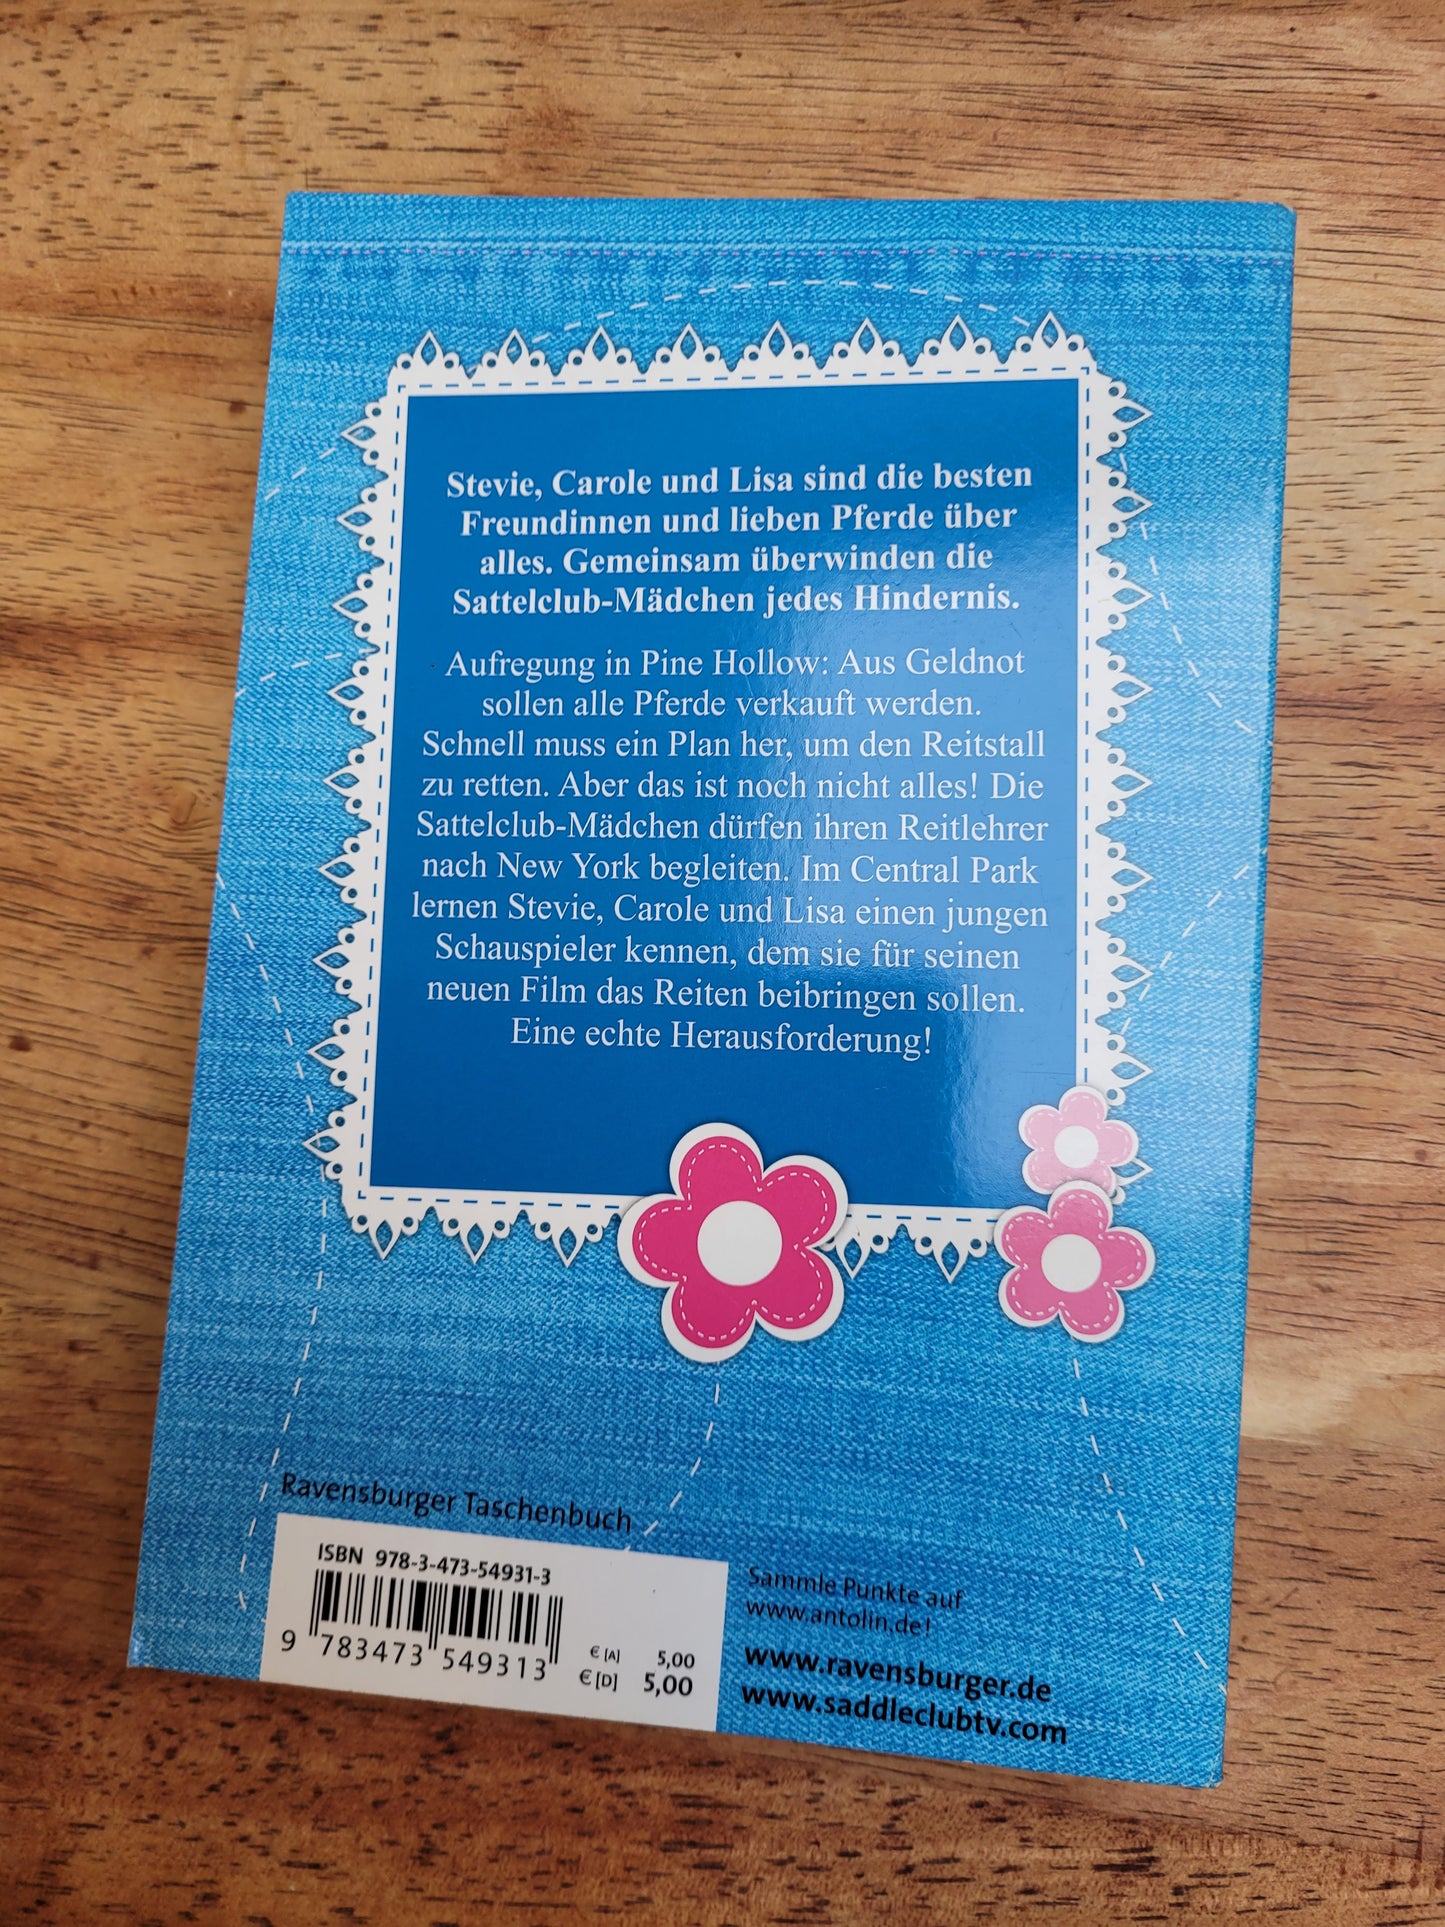 Stevie, Carole und Lisa sind die besten
Freundinnen und lieben Pferde über
alles. Gemeinsam überwinden die
Sattelclub-Mädchen jedes Hindernis.
Aufregung in Pine Hollow: Aus Geldnot
sollen alle Pferde verkauft werden.
Schnell muss ein Plan her, um den Reitstall
zu retten. Aber das ist noch nicht alles! Die
Sattelclub-Mädchen dürfen ihren Reitlehrer
nach New York begleiten. Im Central Park
lernen Stevie, Carole und Lisa einen jungen
Schauspieler kennen, dem sie für seinen
neuen Film das Reiten beibringen sollen.
Eine echte Herausforderung!
Ravensburger Taschenbuch
ISBN 978-3-473-54931-3
9 783473 549313
€ [A] 5,00
€ [D] 5,00
Sammle Punkte auf
www.antolin.de!
www.ravensburger.de
www.saddleclubtv.com